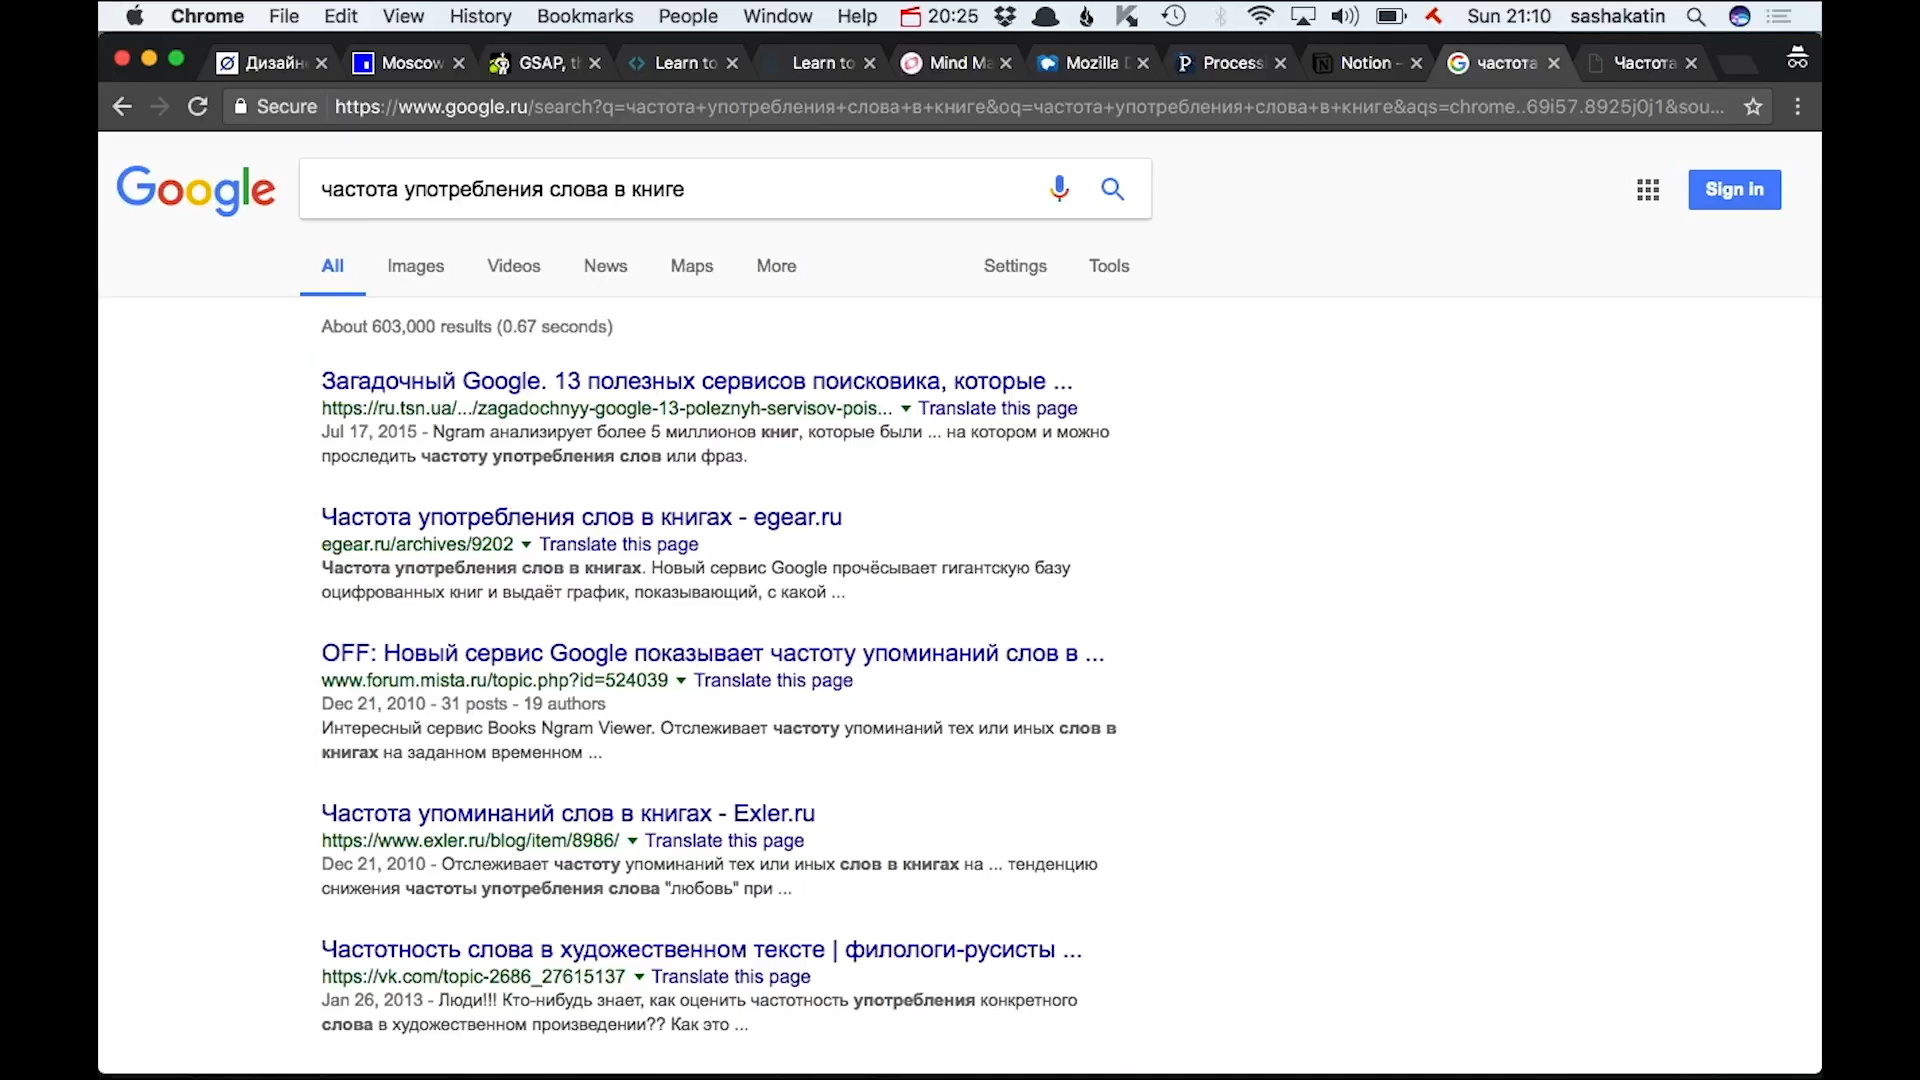 Chrome File Edit View History Bookmarks People Window Help 20:25 Sun 21:10 sashakatin
Дизайн Moscow GSAP, th Learn to Learn to Mind Ma Mozilla D Process Notion – частота Частота
Secure https://www.google.ru/search?q=частота+употребления+слова+в+книге&oq=частота+употребления+слова+в+книге&aqs=chrome..69i57.8925j0j1&sou...
Google частота употребления слова в книге Sign in
All Images Videos News Maps More Settings Tools
About 603,000 results (0.67 seconds)
Загадочный Google. 13 полезных сервисов поисковика, которые ...
https://ru.tsn.ua/.../zagadochnyy-google-13-poleznyh-servisov-pois... Translate this page
Jul 17, 2015 - Ngram анализирует более 5 миллионов книг, которые были ... на котором и можно
проследить частоту употребления слов или фраз.
Частота употребления слов в книгах - egear.ru
egear.ru/archives/9202 Translate this page
Частота употребления слов в книгах. Новый сервис Google прочёсывает гигантскую базу
оцифрованных книг и выдаёт график, показывающий, с какой ...
OFF: Новый сервис Google показывает частоту упоминаний слов в ...
www.forum.mista.ru/topic.php?id=524039 Translate this page
Dec 21, 2010 - 31 posts - 19 authors
Интересный сервис Books Ngram Viewer. Отслеживает частоту упоминаний тех или иных слов в
книгах на заданном временном ...
Частота упоминаний слов в книгах - Exler.ru
https://www.exler.ru/blog/item/8986/ Translate this page
Dec 21, 2010 - Отслеживает частоту упоминаний тех или иных слов в книгах на ... тенденцию
снижения частоты употребления слова "любовь" при ...
Частотность слова в художественном тексте | филологи-русисты ...
https://vk.com/topic-2686_27615137 Translate this page
Jan 26, 2013 - Люди!!! Кто-нибудь знает, как оценить частотность употребления конкретного
слова в художественном произведении?? Как это ...